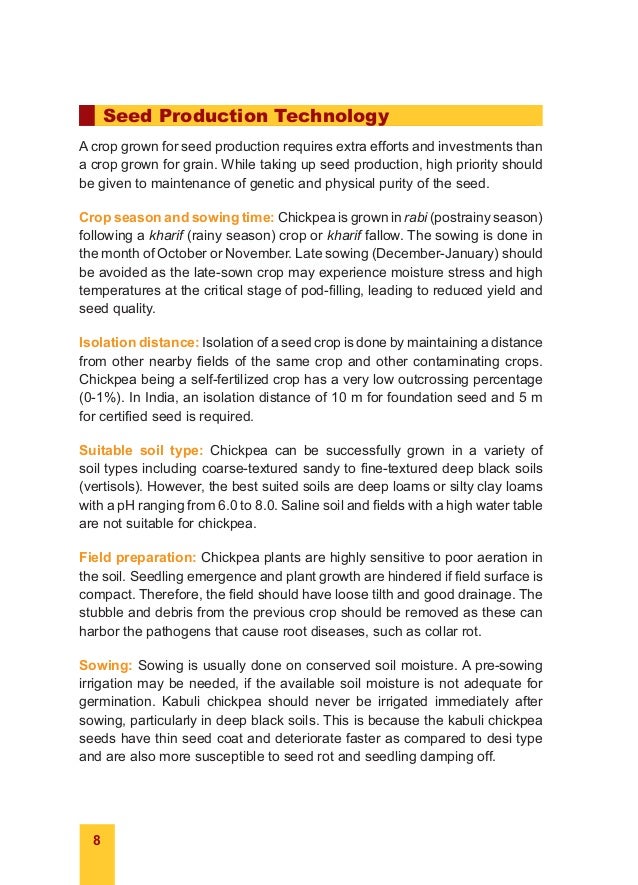 Seed Production Technology
A crop grown for seed production requires extra efforts and investments than
a crop grown for grain. While taking up seed production, high priority should
be given to maintenance of genetic and physical purity of the seed.
Crop season and sowing time: Chickpea is grown in rabi (postrainy season)
following a kharif (rainy season) crop or kharif fallow. The sowing is done in
the month of October or November. Late sowing (December-January) should
be avoided as the late-sown crop may experience moisture stress and high
temperatures at the critical stage of pod-filling, leading to reduced yield and
seed quality.
Isolation distance: Isolation of a seed crop is done by maintaining a distance
from other nearby fields of the same crop and other contaminating crops.
Chickpea being a self-fertilized crop has a very low outcrossing percentage
(0-1%). In India, an isolation distance of 10 m for foundation seed and 5 m
for certified seed is required.
Suitable soil type: Chickpea can be successfully grown in a variety of
soil types including coarse-textured sandy to fine-textured deep black soils
(vertisols). However, the best suited soils are deep loams or silty clay loams
with a pH ranging from 6.0 to 8.0. Saline soil and fields with a high water table
are not suitable for chickpea.
Field preparation: Chickpea plants are highly sensitive to poor aeration in
the soil. Seedling emergence and plant growth are hindered if field surface is
compact. Therefore, the field should have loose tilth and good drainage. The
stubble and debris from the previous crop should be removed as these can
harbor the pathogens that cause root diseases, such as collar rot.
Sowing: Sowing is usually done on conserved soil moisture. A pre-sowing
irrigation may be needed, if the available soil moisture is not adequate for
germination. Kabuli chickpea should never be irrigated immediately after
sowing, particularly in deep black soils. This is because the kabuli chickpea
seeds have thin seed coat and deteriorate faster as compared to desi type
and are also more susceptible to seed rot and seedling damping off.
8